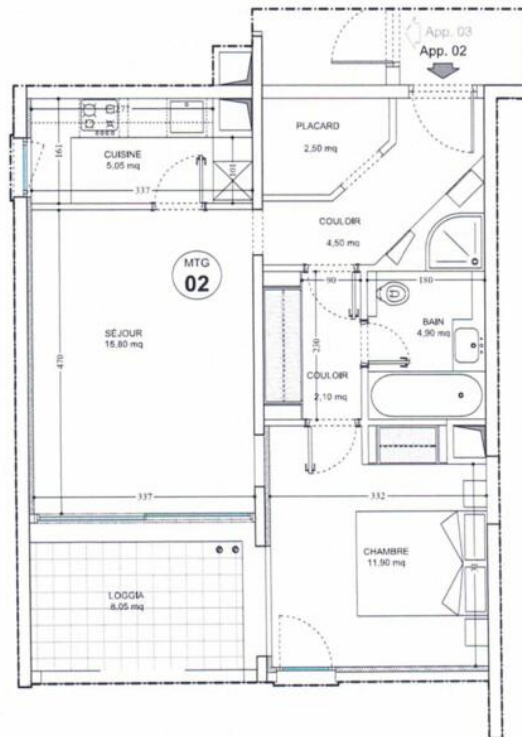 App. 03
App. 02
277
PLACARD
2,50 mq
CUISINE
5,05 mq
161
101
337
COULOIR
4,50 mq
MTG
02
90
180
BAIN
4,90 mq
SÉJOUR
15,80 mq
470
230
COULOIR
2,10 mq
337
332
CHAMBRE
11,90 mq
LOGGIA
8,05 mq